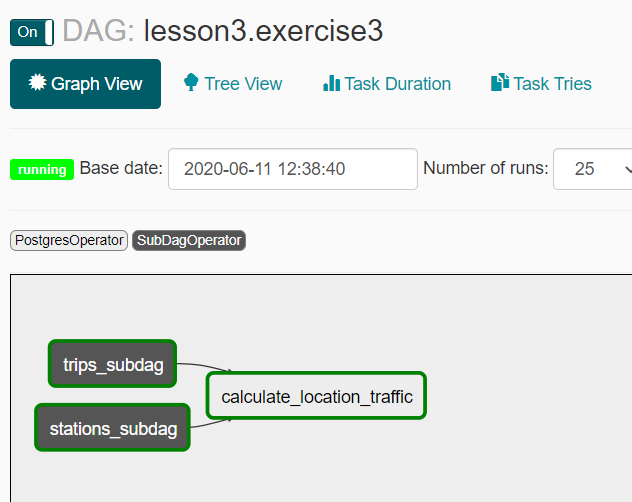 On DAG: lesson3.exercise3
Graph View Tree View Task Duration Task Tries
running Base date: 2020-06-11 12:38:40 Number of runs: 25
PostgresOperator SubDagOperator
trips_subdag
calculate_location_traffic
stations_subdag